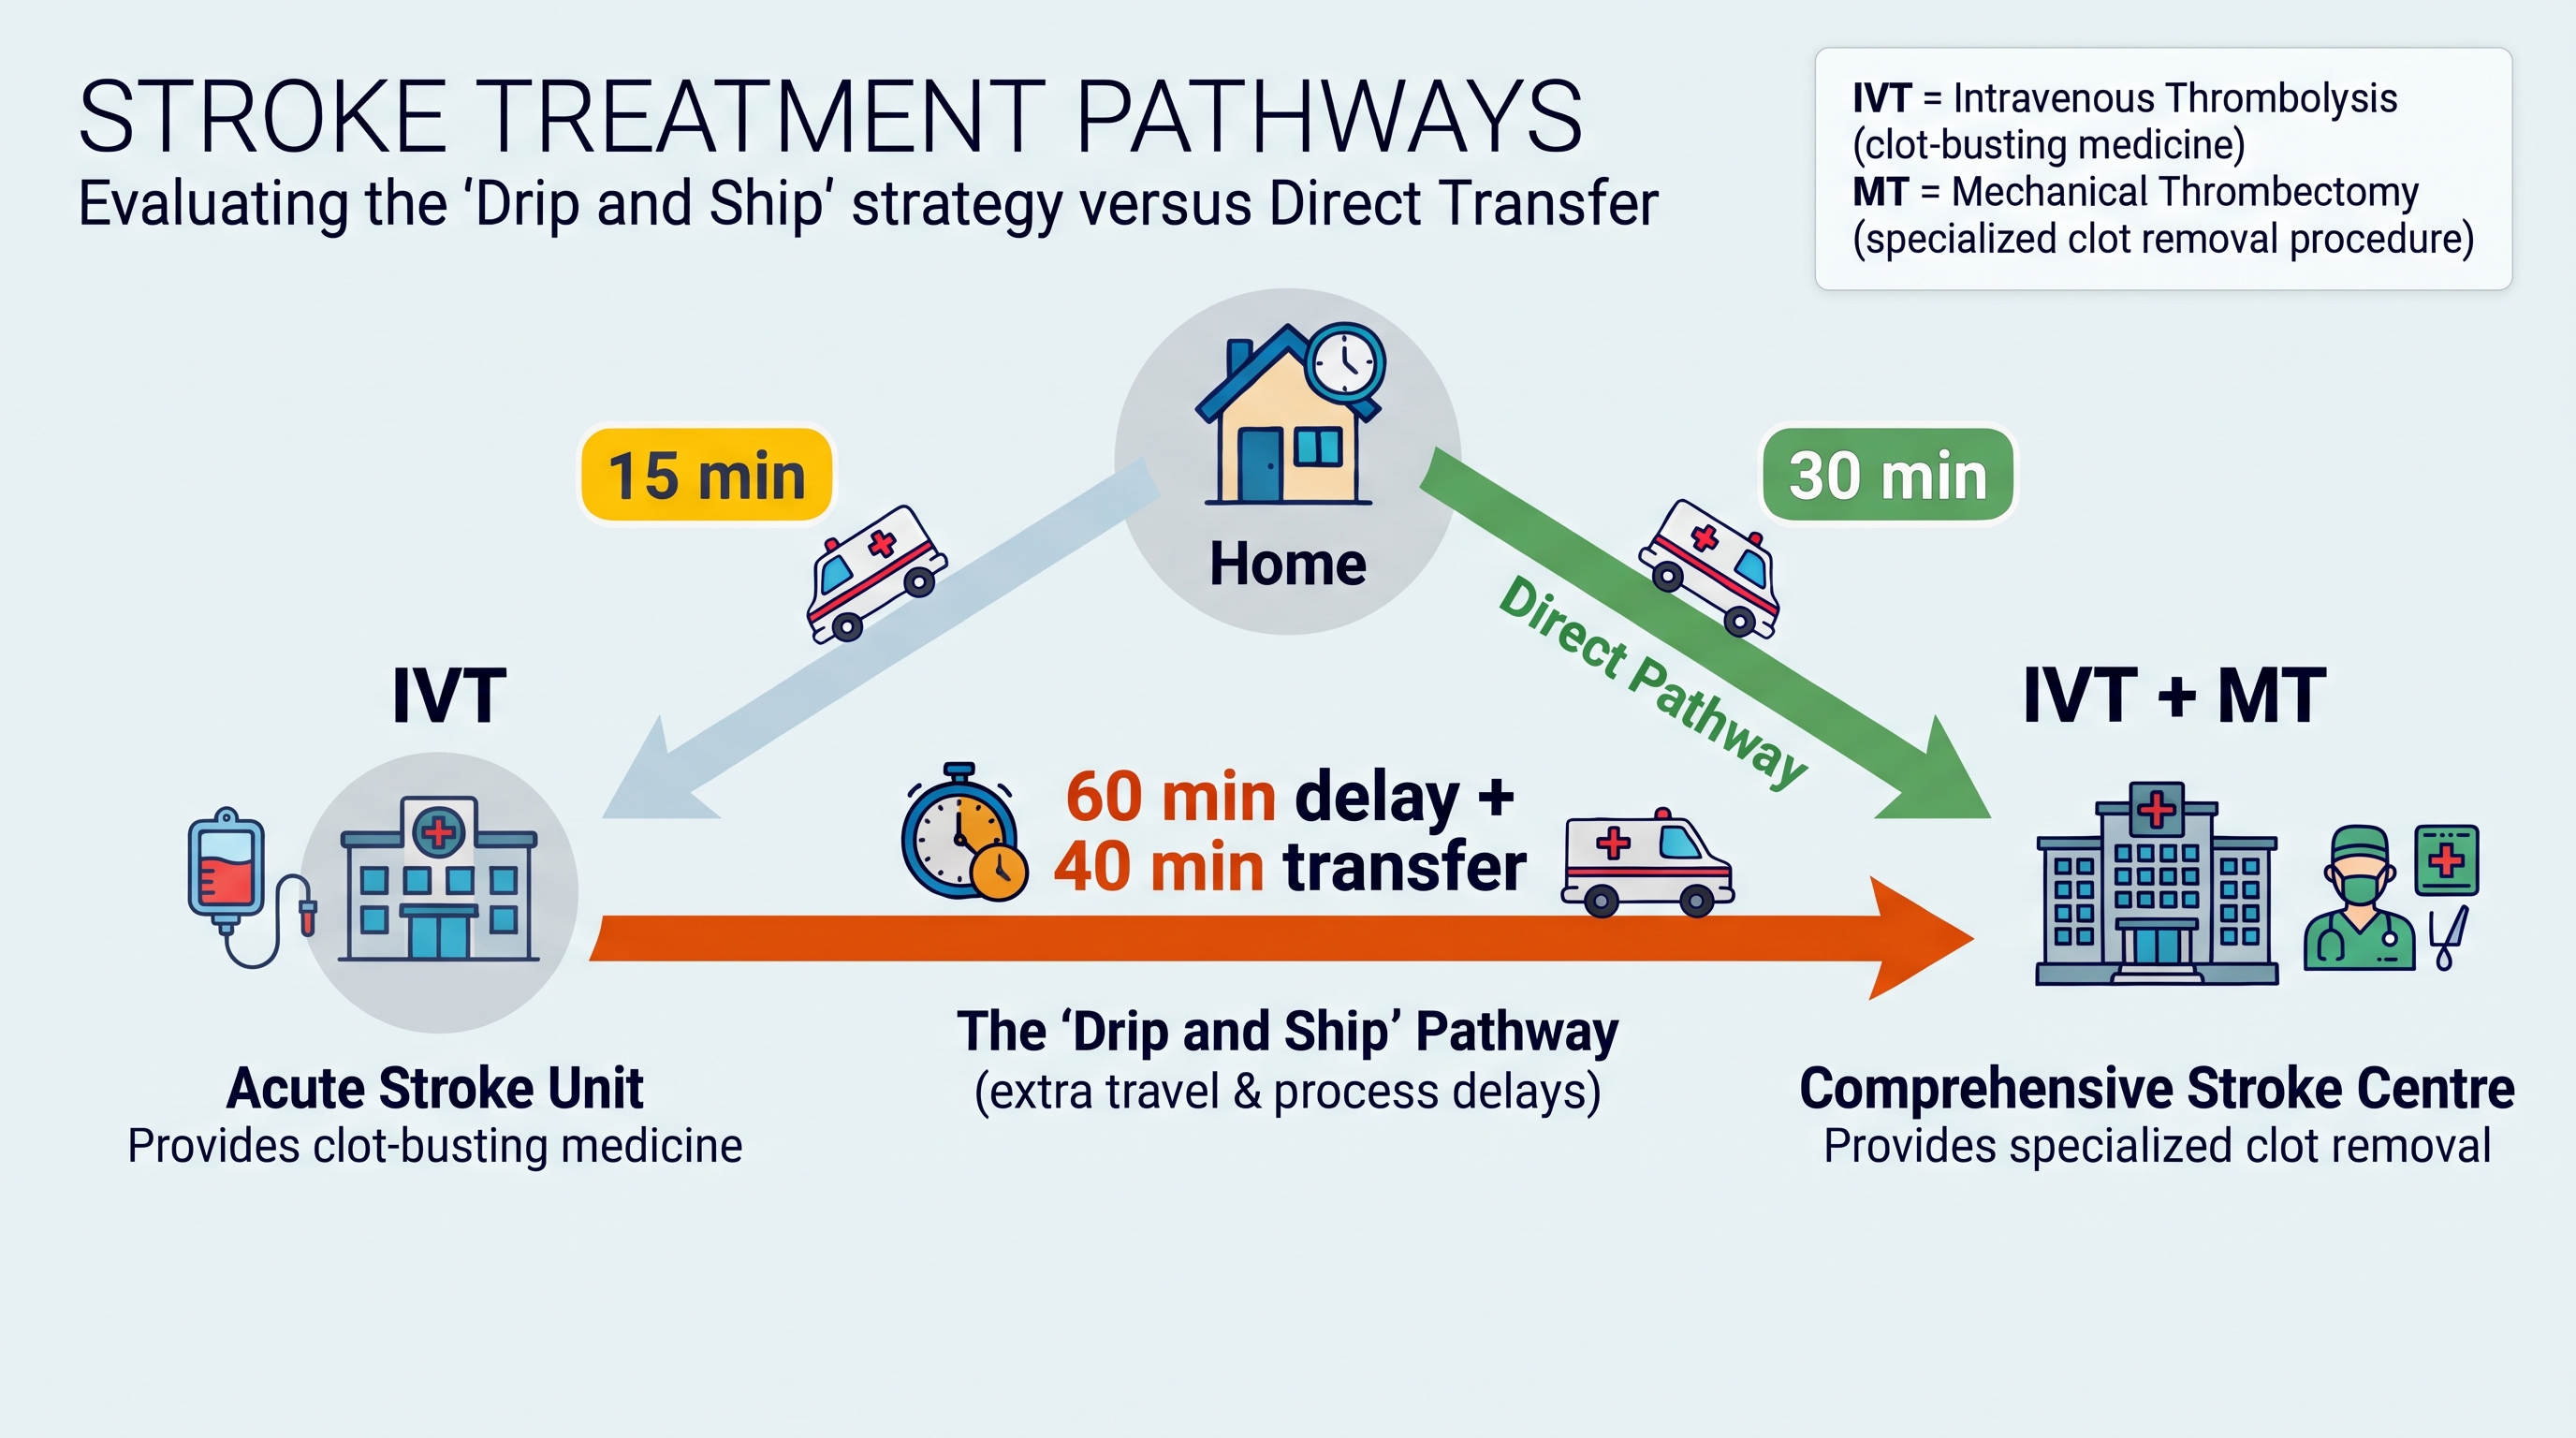 STROKE TREATMENT PATHWAYS
Evaluating the ‘Drip and Ship’ strategy versus Direct Transfer
IVT = Intravenous Thrombolysis
(clot-busting medicine)
MT = Mechanical Thrombectomy
(specialized clot removal procedure)
Home
15 min
30 min
Direct Pathway
IVT
IVT + MT
60 min delay +
40 min transfer
The ‘Drip and Ship’ Pathway
(extra travel & process delays)
Acute Stroke Unit
Provides clot-busting medicine
Comprehensive Stroke Centre
Provides specialized clot removal